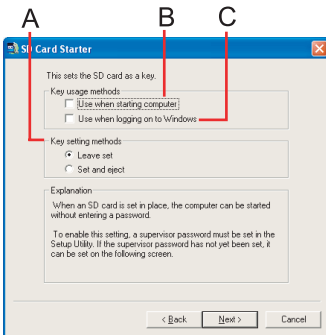 A B C
SD Card Starter
This sets the SD card as a key.
Key usage methods
Use when starting computer
Use when logging on to Windows
Key setting methods
Leave set
Set and eject
Explanation
When an SD card is set in place, the computer can be started
without entering a password.
To enable this setting, a supervisor password must be set in the
Setup Utility. If the supervisor password has not yet been set, it
can be set on the following screen.
< Back Next > Cancel